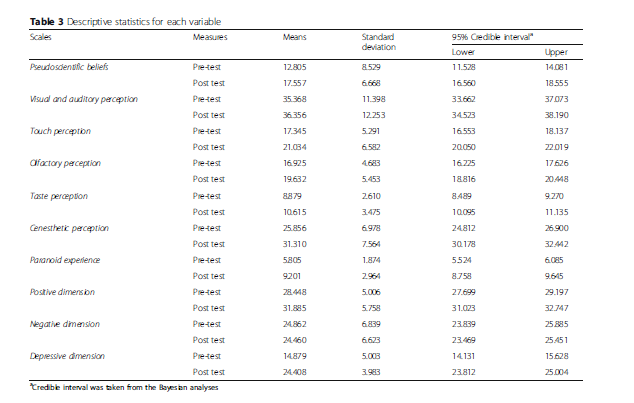 Table 3 Descriptive statistics for each variable
Scales Measures Means Standard deviation 95% Credible intervalª
Lower Upper
Pseudoscientific beliefs Pre-test 12.805 8.529 11.528 14.081
Post test 17.557 6.668 16.560 18.555
Visual and auditory perception Pre-test 35.368 11.398 33.662 37.073
Post test 36.356 12.253 34.523 38.190
Touch perception Pre-test 17.345 5.291 16.553 18.137
Post test 21.034 6.582 20.050 22.019
Olfactory perception Pre-test 16.925 4.683 16.225 17.626
Post test 19.632 5.453 18.816 20.448
Taste perception Pre-test 8.879 2.610 8.489 9.270
Post test 10.615 3.475 10.095 11.135
Cenesthetic perception Pre-test 25.856 6.978 24.812 26.900
Post test 31.310 7.564 30.178 32.442
Paranoid experience Pre-test 5.805 1.874 5.524 6.085
Post test 9.201 2.964 8.758 9.645
Positive dimension Pre-test 28.448 5.006 27.699 29.197
Post test 31.885 5.758 31.023 32.747
Negative dimension Pre-test 24.862 6.839 23.839 25.885
Post test 24.460 6.623 23.469 25.451
Depressive dimension Pre-test 14.879 5.003 14.131 15.628
Post test 24.408 3.983 23.812 25.004
ªCredible interval was taken from the Bayesian analyses